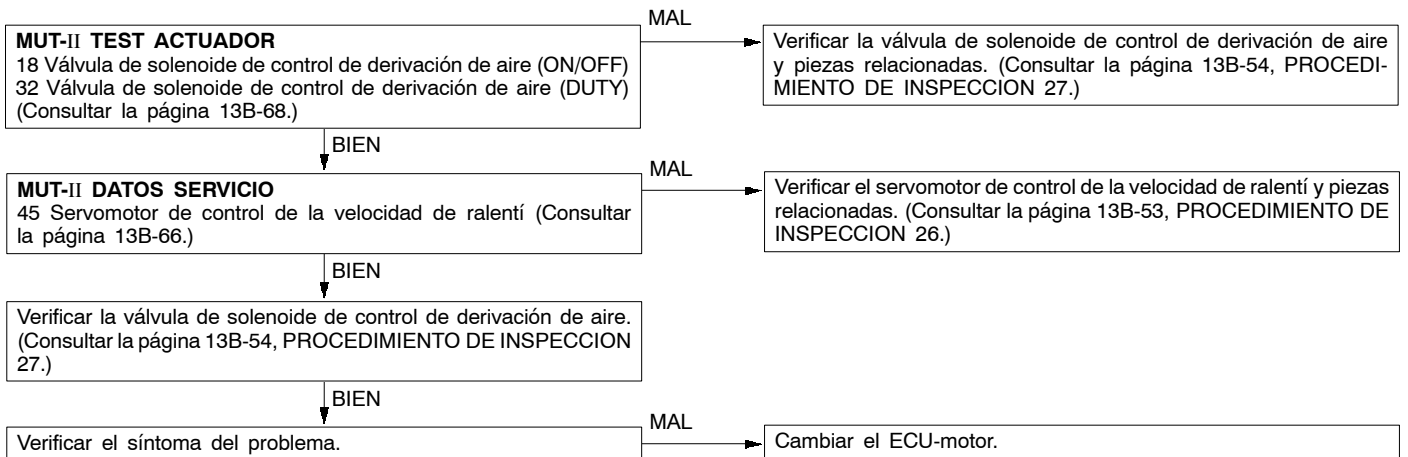 MUT-II TEST ACTUADOR
18 Válvula de solenoide de control de derivación de aire (ON/OFF)
32 Válvula de solenoide de control de derivación de aire (DUTY)
(Consultar la página 13B-68.)
MAL
Verificar la válvula de solenoide de control de derivación de aire
y piezas relacionadas. (Consultar la página 13B-54, PROCEDI-
MIENTO DE INSPECCION 27.)
BIEN
MUT-II DATOS SERVICIO
45 Servomotor de control de la velocidad de ralentí (Consultar
la página 13B-66.)
MAL
Verificar el servomotor de control de la velocidad de ralentí y piezas
relacionadas. (Consultar la página 13B-53, PROCEDIMIENTO DE
INSPECCION 26.)
BIEN
Verificar la válvula de solenoide de control de derivación de aire.
(Consultar la página 13B-54, PROCEDIMIENTO DE INSPECCION
27.)
BIEN
Verificar el síntoma del problema.
MAL
Cambiar el ECU-motor.